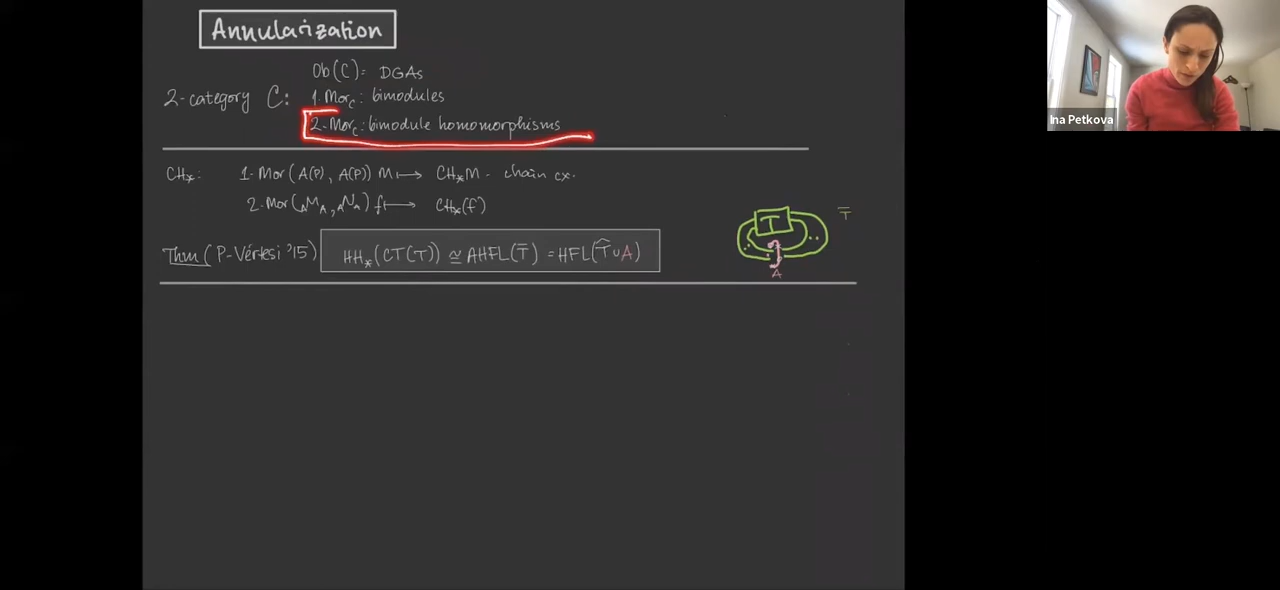 Annularization
Ob(C) = DGAs
2-category C: 1-Mor_C : bimodules
2-Mor_C : bimodule homomorphisms
CH_*: 1-Mor(A(P), A(P)) M ⟼ CH_*M - chain cx.
2-Mor(_AM_A, _AN_A) f ⟼ CH_*(f)
Thm (P-Vértesi '15) HH_*(CT(T)) ≅ AHFL(T̄) = HFL(T̂∪A)
T
T̄
A
Ina Petkova